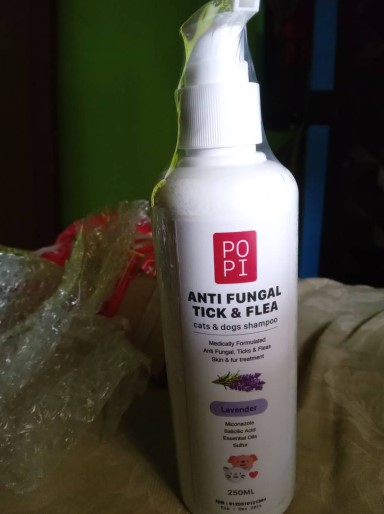 PO
PI
ANTI FUNGAL
TICK & FLEA
cats & dogs shampoo
Medically Formulated
Anti Fungal, Ticks & Fleas
Skin & fur treatment
Lavender
Miconazole
Salicilic Acid
Essential Oils
Sulfur
250ML